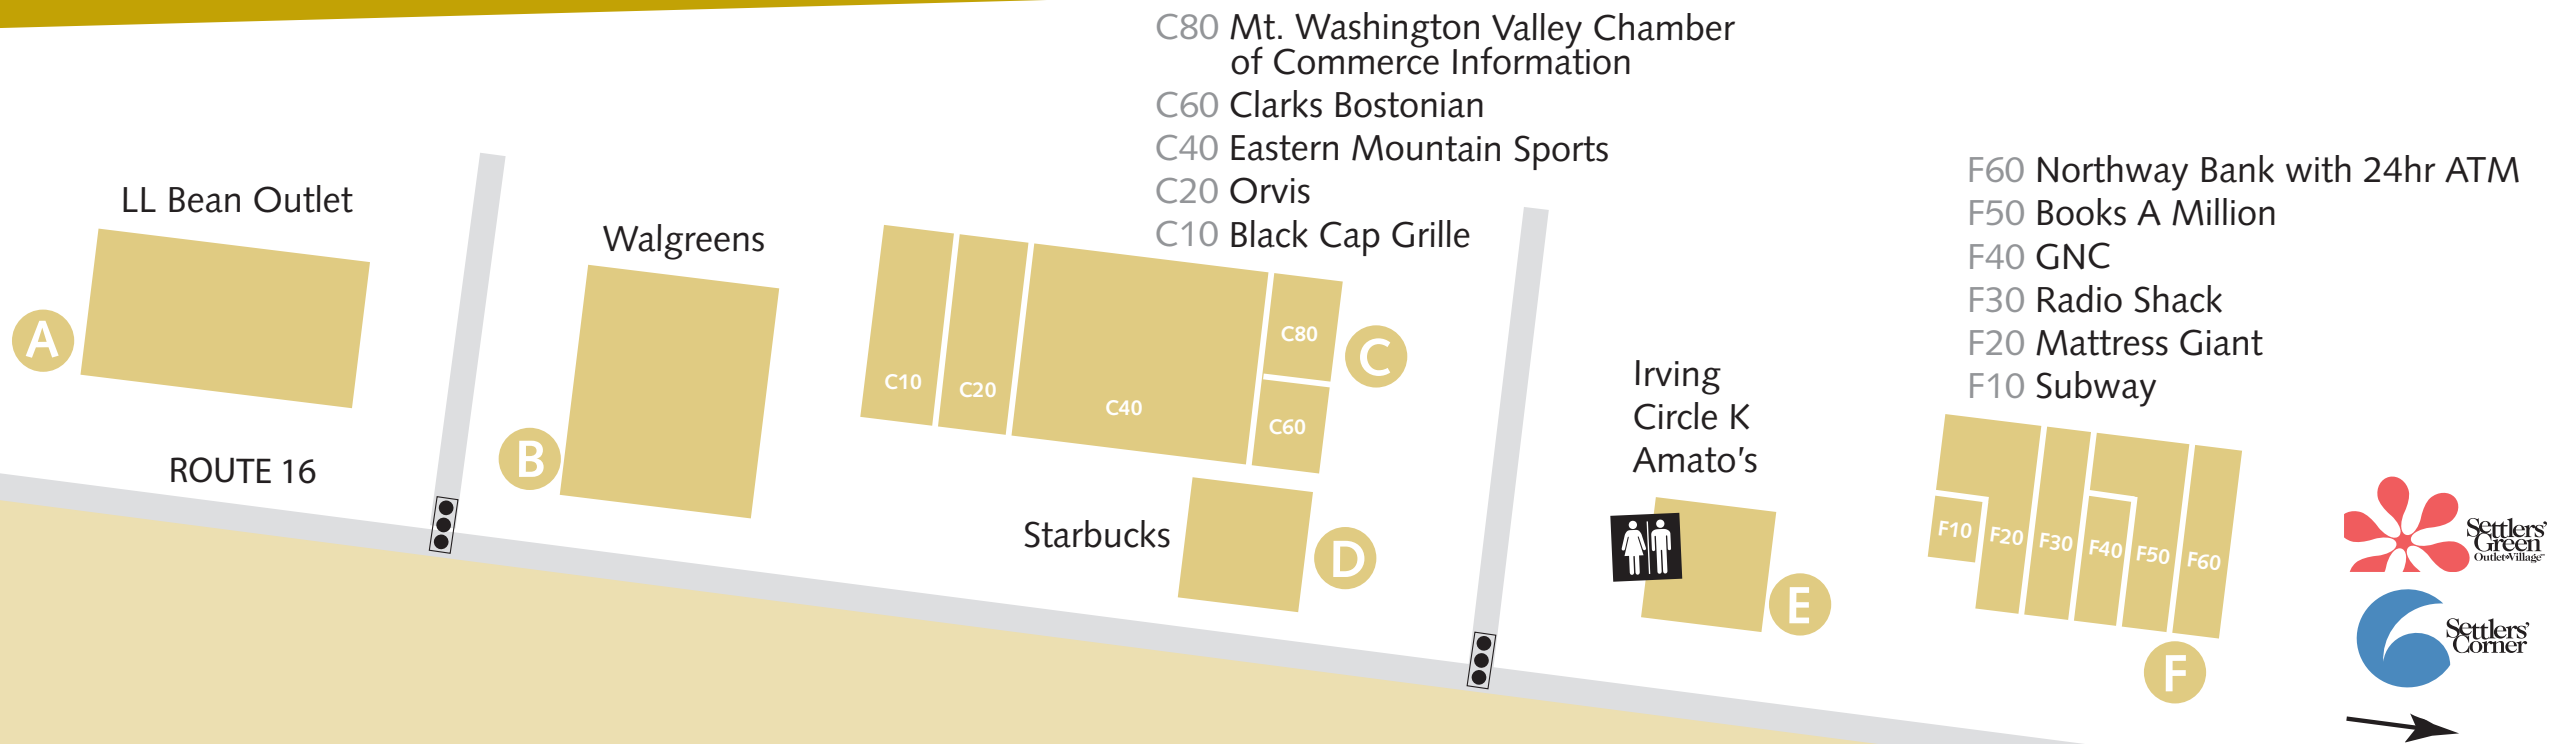 C80 Mt. Washington Valley Chamber
of Commerce Information
C60 Clarks Bostonian
C40 Eastern Mountain Sports
C20 Orvis
C10 Black Cap Grille
F60 Northway Bank with 24hr ATM
F50 Books A Million
F40 GNC
F30 Radio Shack
F20 Mattress Giant
F10 Subway
LL Bean Outlet
A
ROUTE 16
Walgreens
B
C10
C20
C40
C80
C60
C
Starbucks
D
Irving
Circle K
Amato's
E
F10
F20
F30
F40
F50
F60
F
Settlers'
Green
Outlet Village
Settlers'
Corner